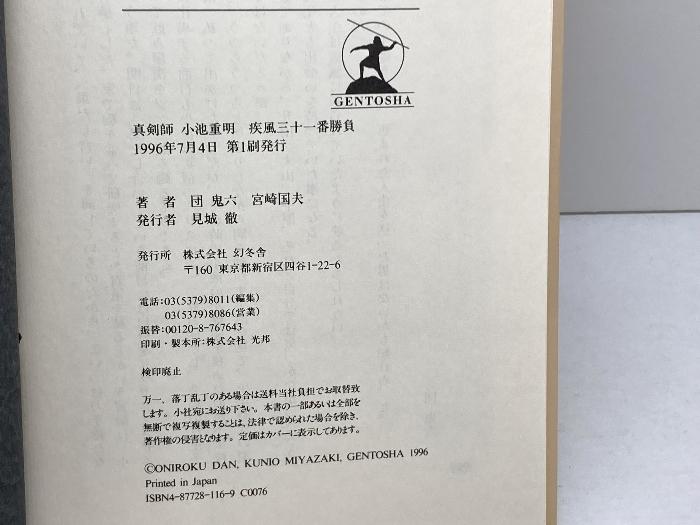 GENTOSHA
真剣師 小池重明 疾風三十一番勝負
1996年7月4日 第1刷発行
著 者 団 鬼六 宮崎国夫
発行者 見城 徹
発行所 株式会社 幻冬舎
〒160 東京都新宿区四谷1-22-6
電話:03(5379)8011(編集)
03(5379)8086(営業)
振替:00120-8-767643
印刷・製本所:株式会社 光邦
検印廃止
万一、落丁乱丁のある場合は送料当社負担でお取替致
します。小社宛にお送り下さい。本書の一部あるいは全部を
無断で複写複製することは、法律で認められた場合を除き、
著作権の侵害となります。定価はカバーに表示してあります。
©ONIROKU DAN, KUNIO MIYAZAKI, GENTOSHA 1996
Printed in Japan
ISBN4-87728-116-9 C0076